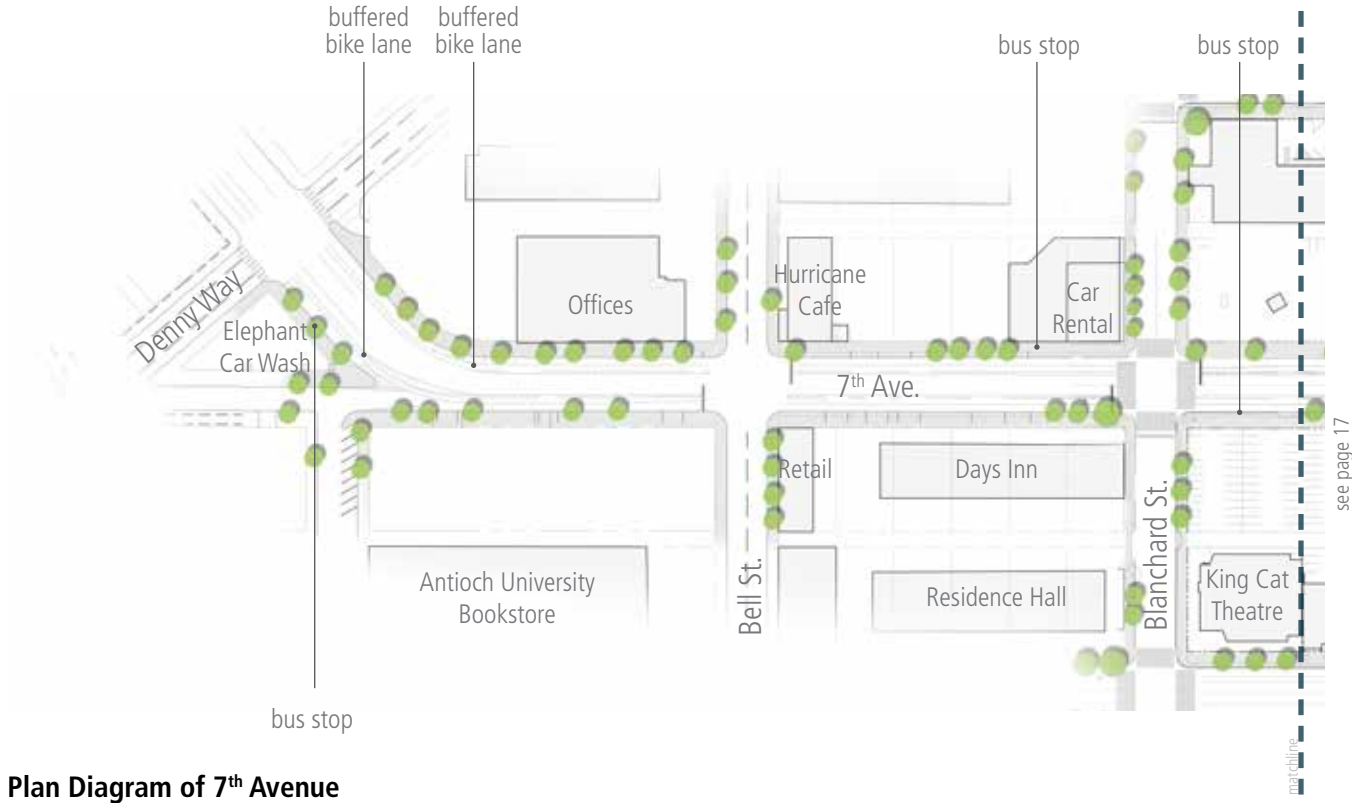 buffered
bike lane
buffered
bike lane
bus stop
bus stop
Denny Way
Elephant
Car Wash
Offices
Hurricane
Cafe
Car
Rental
7th Ave.
see page 17
Retail
Days Inn
Blanchard St.
Bell St.
Antioch University
Bookstore
Residence Hall
King Cat
Theatre
bus stop
matchline
Plan Diagram of 7th Avenue